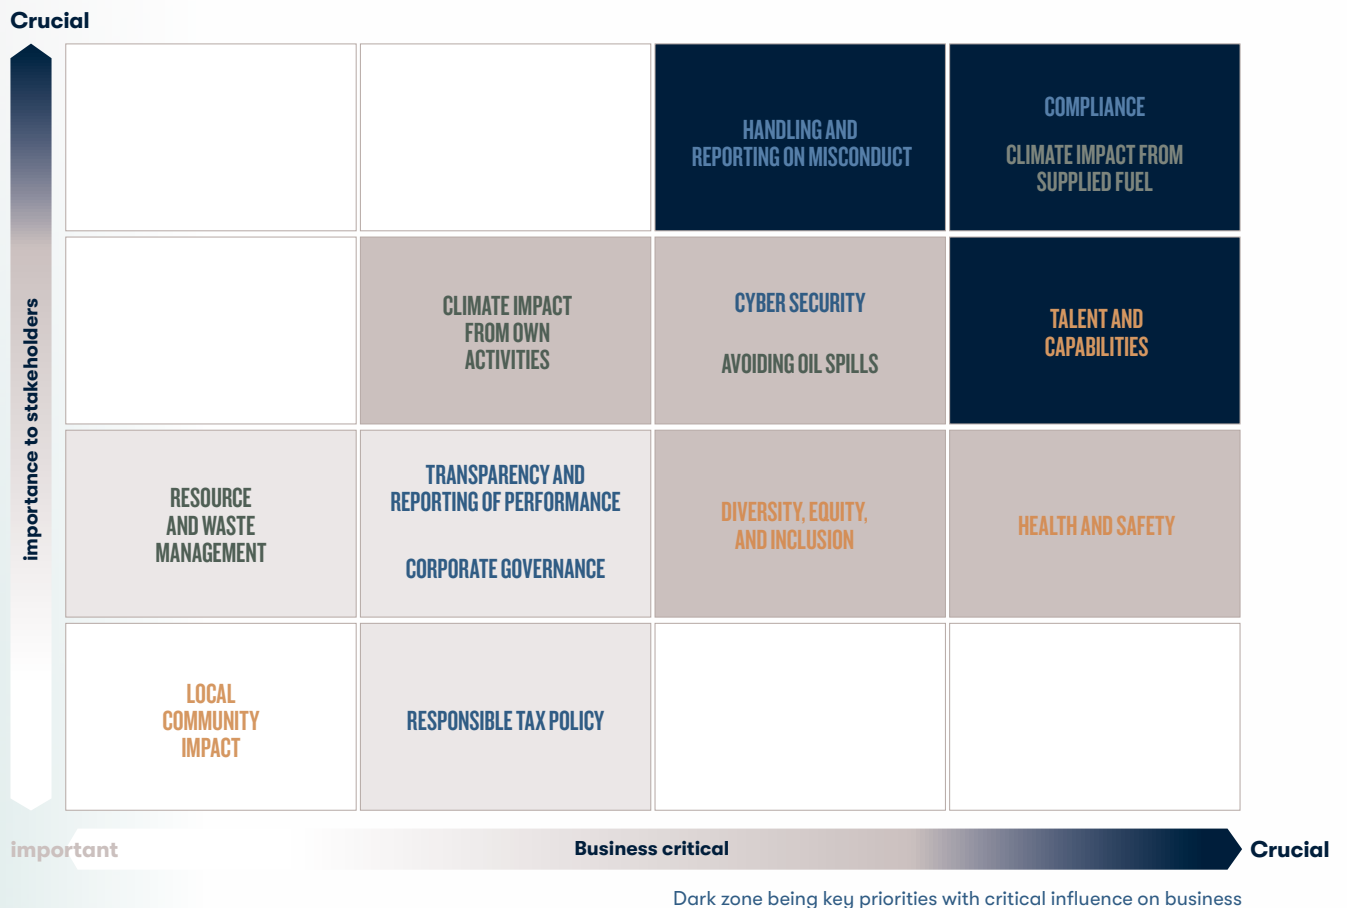 Crucial
HANDLING AND
REPORTING ON MISCONDUCT
COMPLIANCE
CLIMATE IMPACT FROM
SUPPLIED FUEL
importance to stakeholders
CLIMATE IMPACT
FROM OWN
ACTIVITIES
CYBER SECURITY
AVOIDING OIL SPILLS
TALENT AND
CAPABILITIES
RESOURCE
AND WASTE
MANAGEMENT
TRANSPARENCY AND
REPORTING OF PERFORMANCE
CORPORATE GOVERNANCE
DIVERSITY, EQUITY,
AND INCLUSION
HEALTH AND SAFETY
LOCAL
COMMUNITY
IMPACT
RESPONSIBLE TAX POLICY
important
Business critical
Crucial
Dark zone being key priorities with critical influence on business